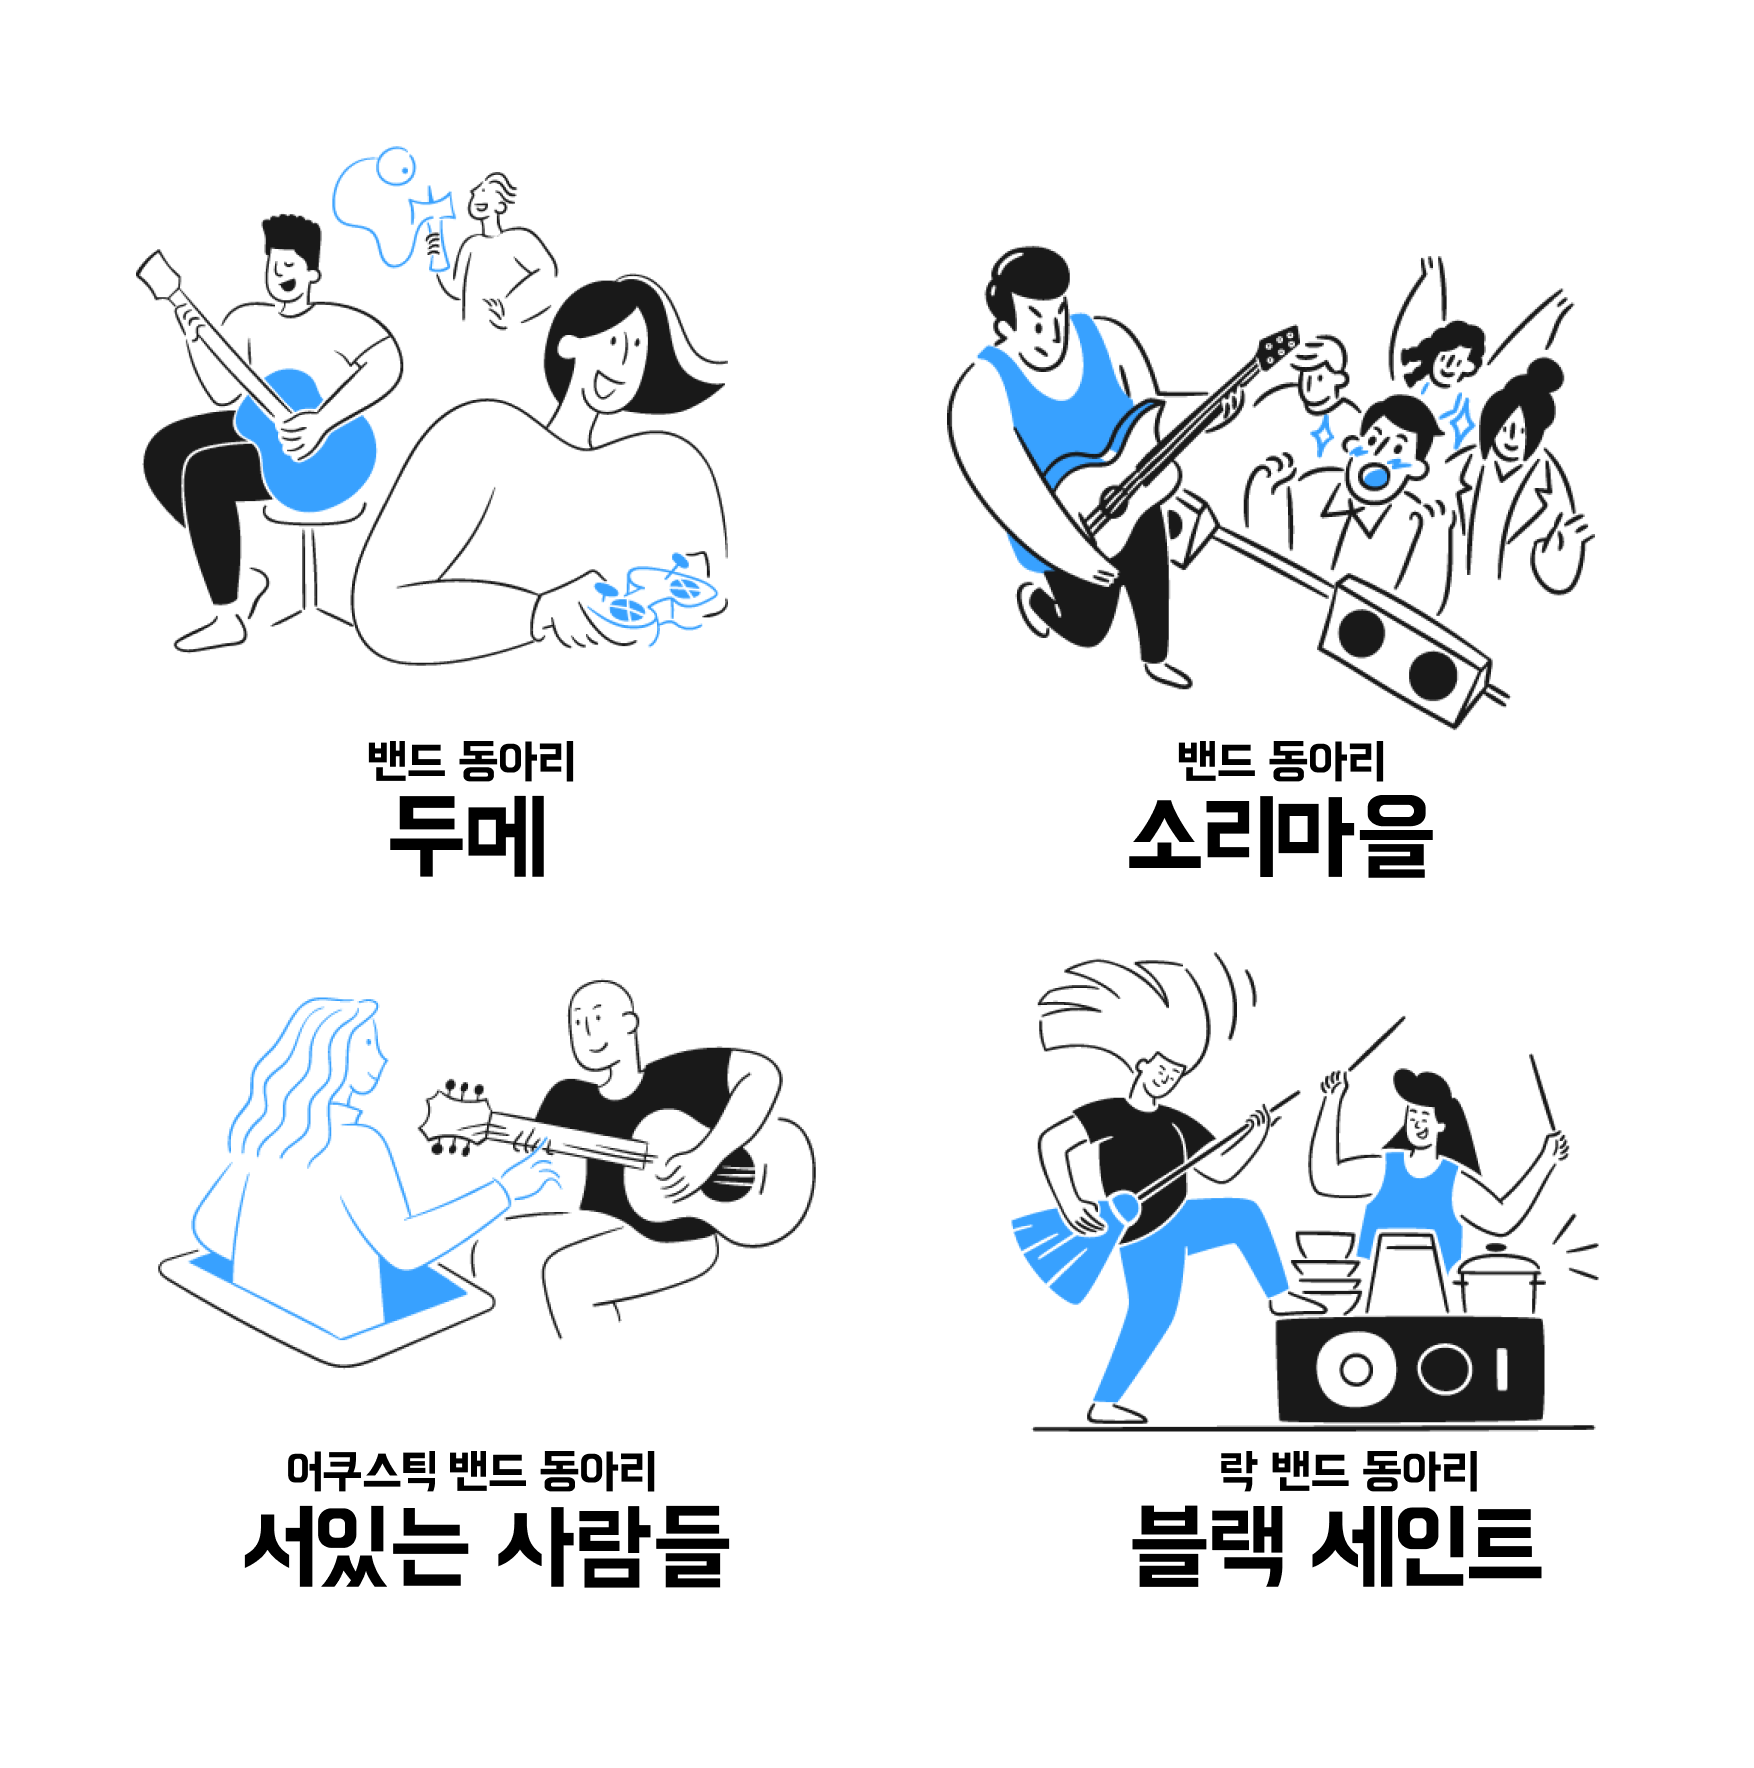 밴드 동아리
두메
밴드 동아리
소리마을
어쿠스틱 밴드 동아리
서있는 사람들
락 밴드 동아리
블랙 세인트